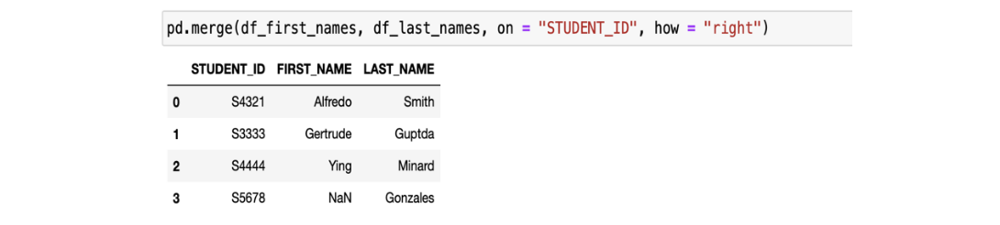 pd.merge(df_first_names, df_last_names, on = "STUDENT_ID", how = "right")
STUDENT_ID FIRST_NAME LAST_NAME
0 S4321 Alfredo Smith
1 S3333 Gertrude Guptda
2 S4444 Ying Minard
3 S5678 NaN Gonzales